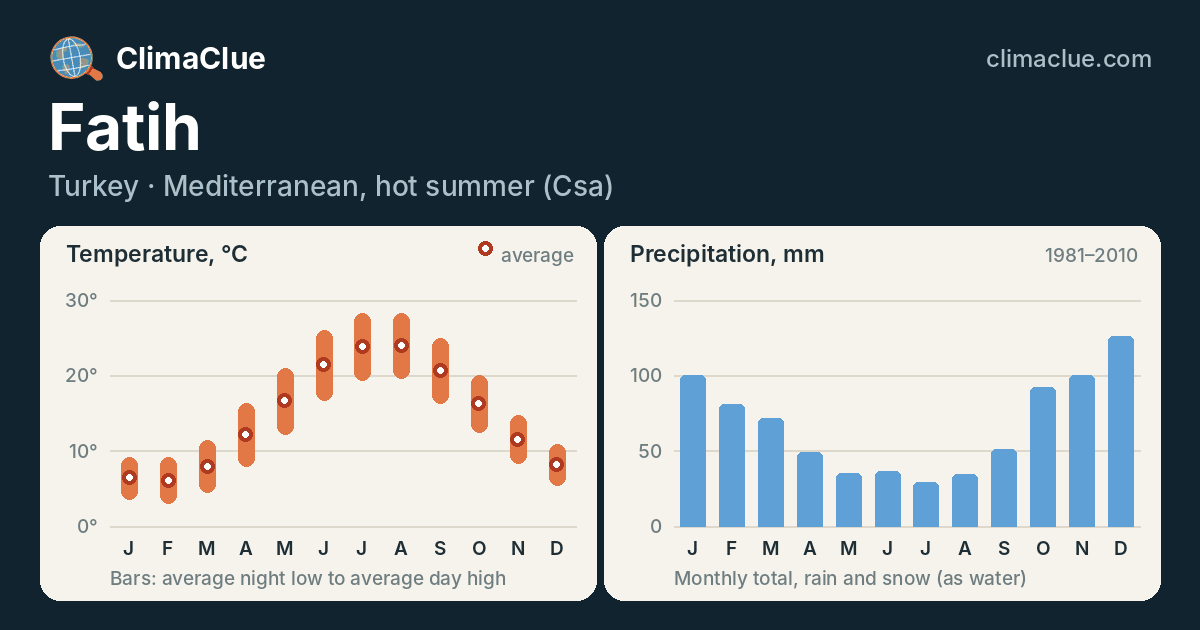 ClimaClue
climaclue.com
Fatih
Turkey · Mediterranean, hot summer (Csa)
Temperature, °C
average
30°
20°
10°
0°
J F M A M J J A S O N D
Bars: average night low to average day high
Precipitation, mm
1981–2010
150
100
50
0
J F M A M J J A S O N D
Monthly total, rain and snow (as water)